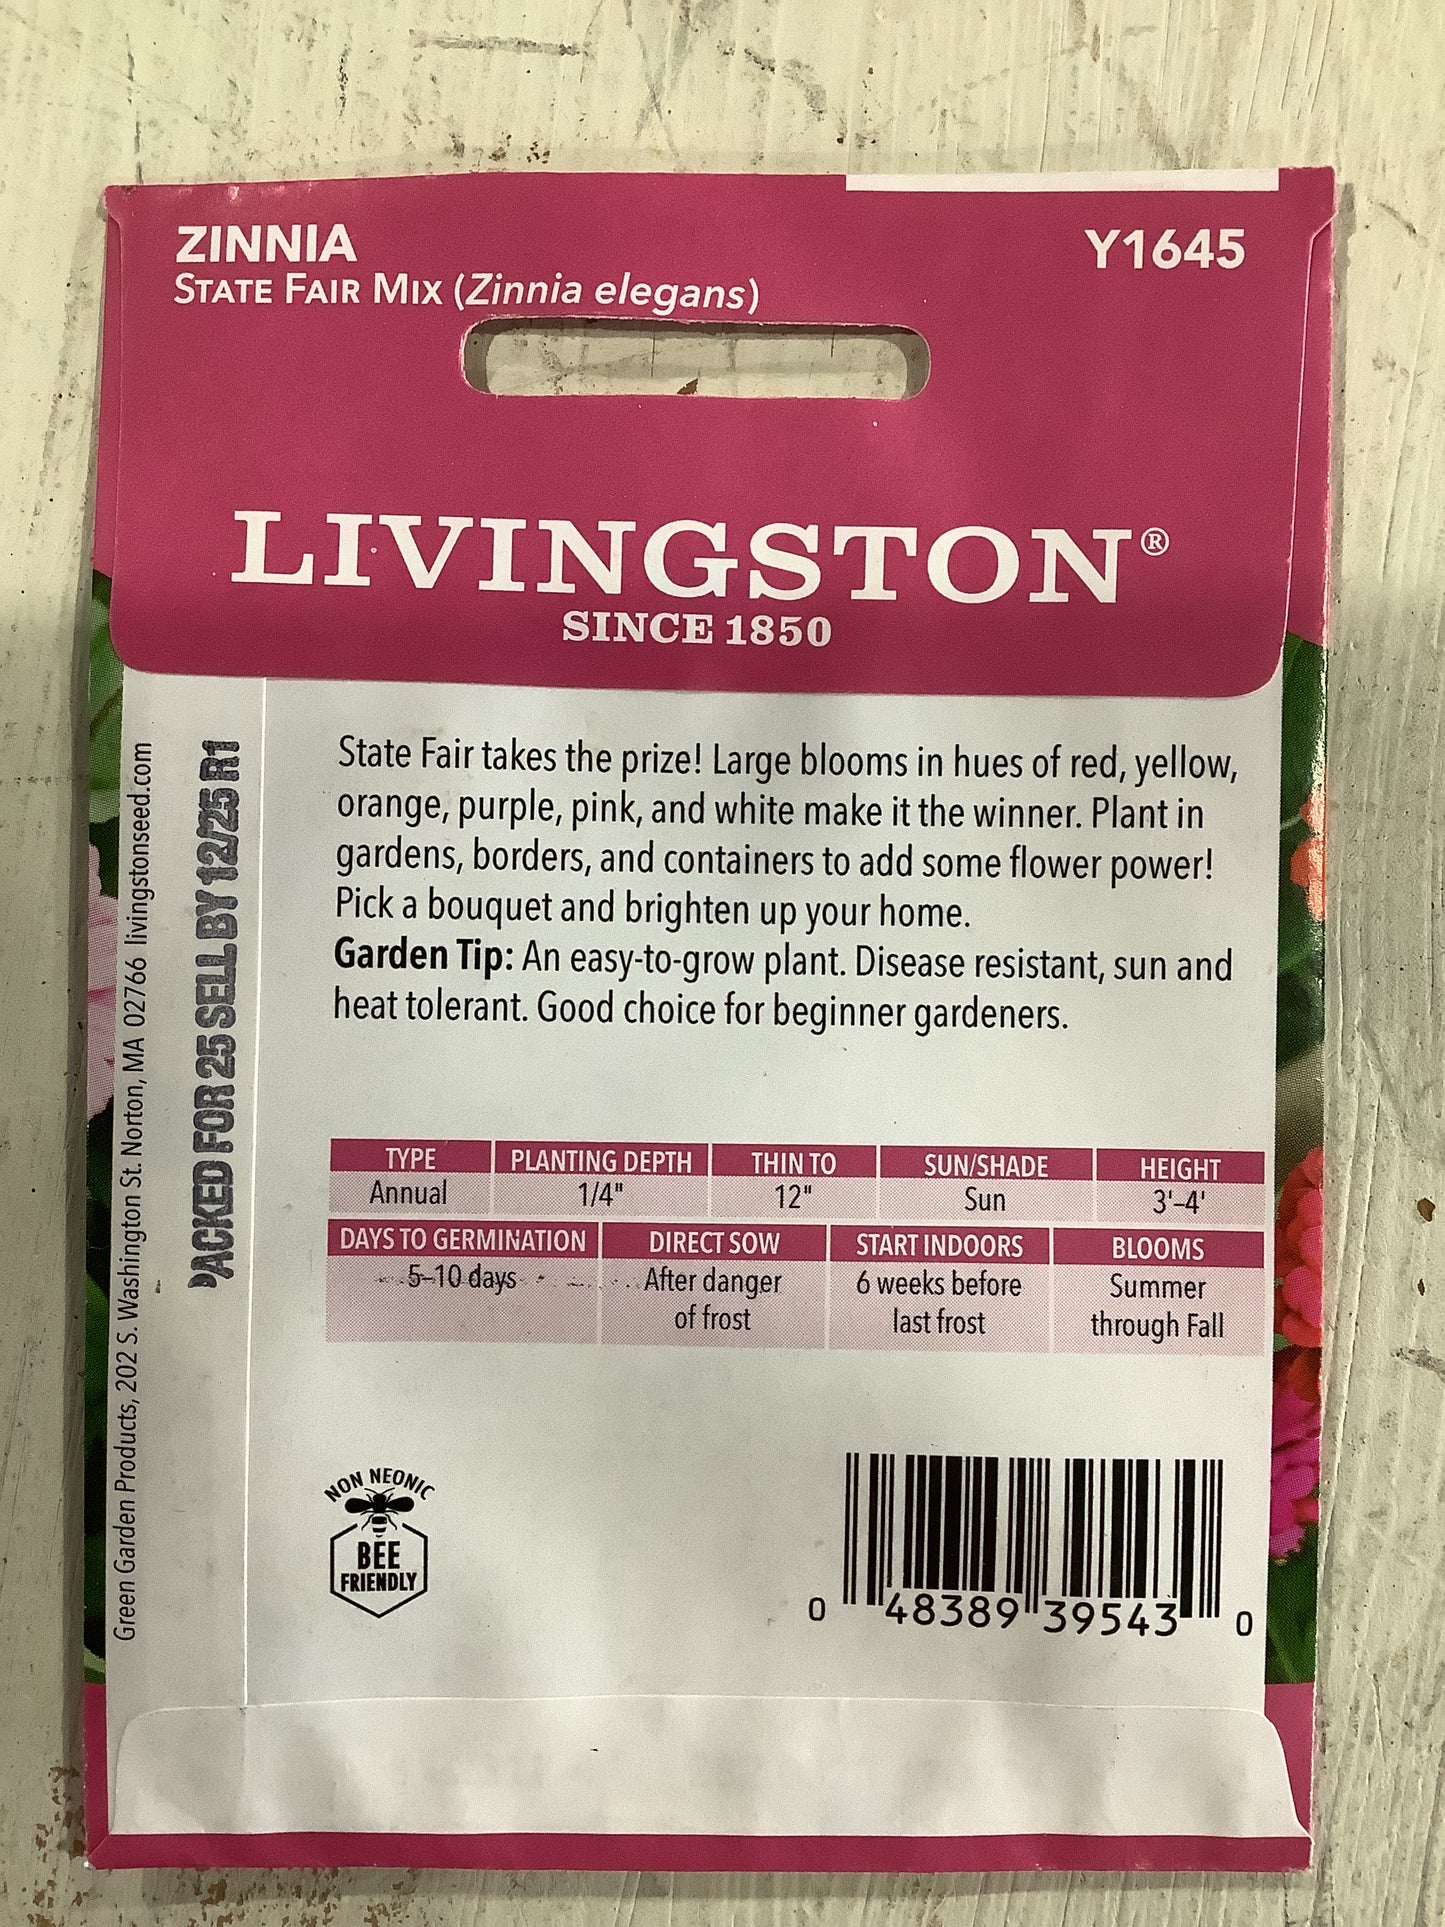 ZINNIA
STATE FAIR MIX (Zinnia elegans)
Y1645
LIVINGSTON®
SINCE 1850
State Fair takes the prize! Large blooms in hues of red, yellow,
orange, purple, pink, and white make it the winner. Plant in
gardens, borders, and containers to add some flower power!
Pick a bouquet and brighten up your home.
Garden Tip: An easy-to-grow plant. Disease resistant, sun and
heat tolerant. Good choice for beginner gardeners.
TYPE PLANTING DEPTH THIN TO SUN/SHADE HEIGHT
Annual 1/4" 12" Sun 3'–4'
DAYS TO GERMINATION DIRECT SOW START INDOORS BLOOMS
5–10 days After danger 6 weeks before Summer
of frost last frost through Fall
NON NEONIC
BEE
FRIENDLY
0 48389 39543 0
Green Garden Products, 202 S. Washington St. Norton, MA 02766 livingstonseed.com
PACKED FOR 25 SELL BY 12/25 R1